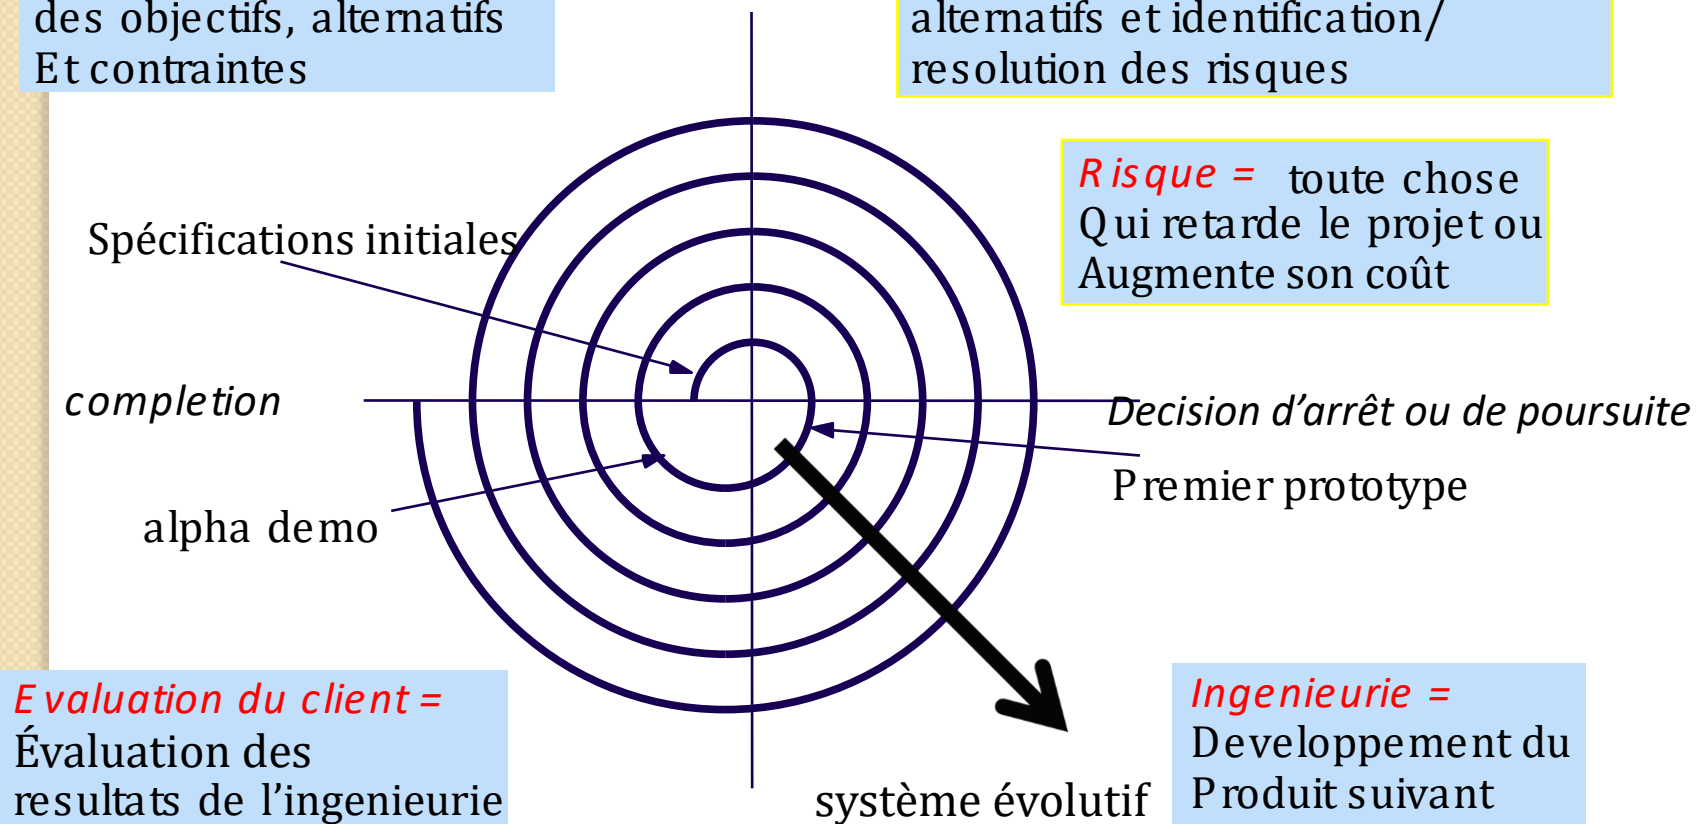 des objectifs, alternatifs
Et contraintes
alternatifs et identification/
resolution des risques
Risque = toute chose
Qui retarde le projet ou
Augmente son coût
Spécifications initiales
completion
Decision d’arrêt ou de poursuite
Premier prototype
alpha demo
Evaluation du client =
Évaluation des
resultats de l’ingenieurie
Ingenieurie =
Developpement du
Produit suivant
système évolutif